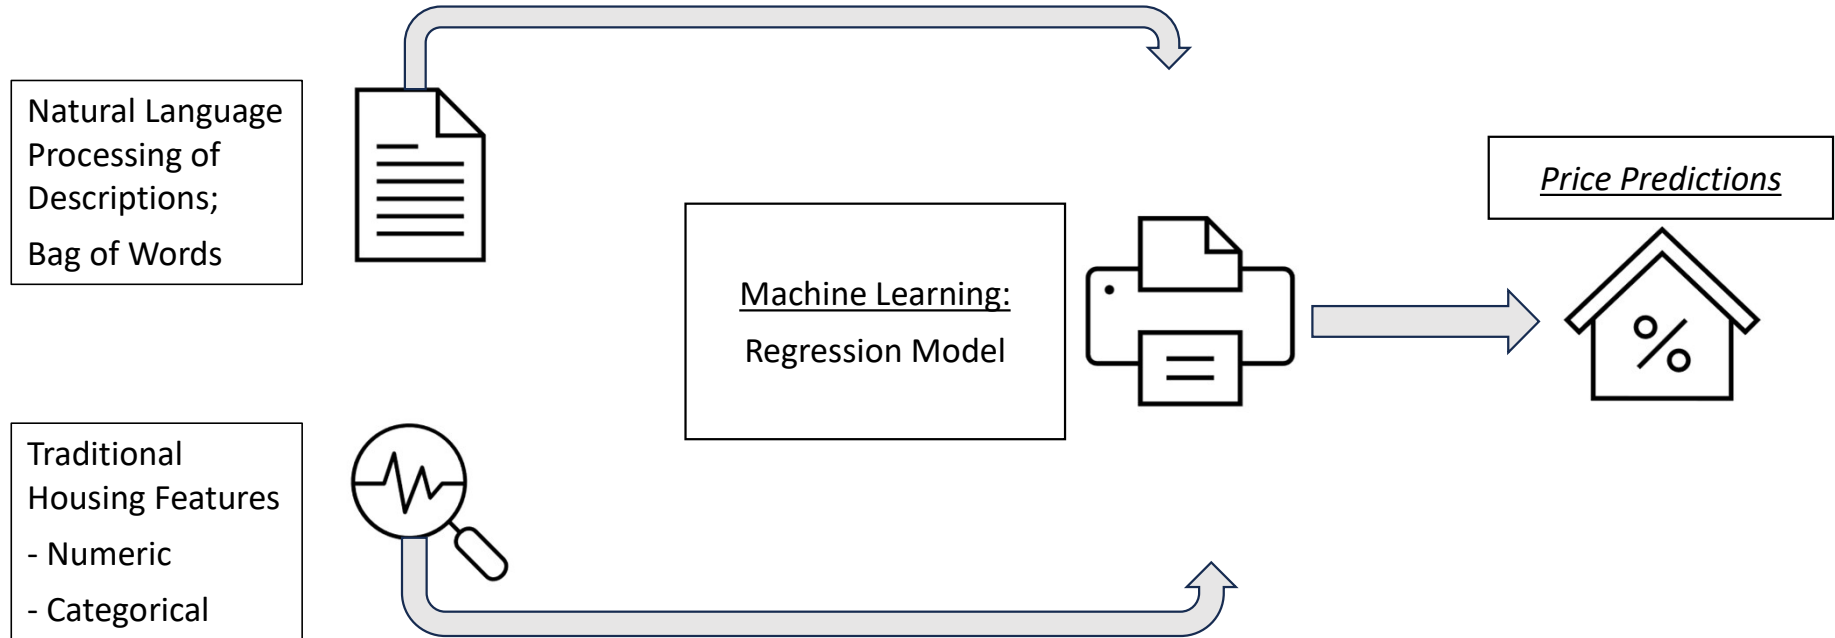 Natural Language
Processing of
Descriptions;
Bag of Words
Traditional
Housing Features
- Numeric
- Categorical
Machine Learning:
Regression Model
Price Predictions
%